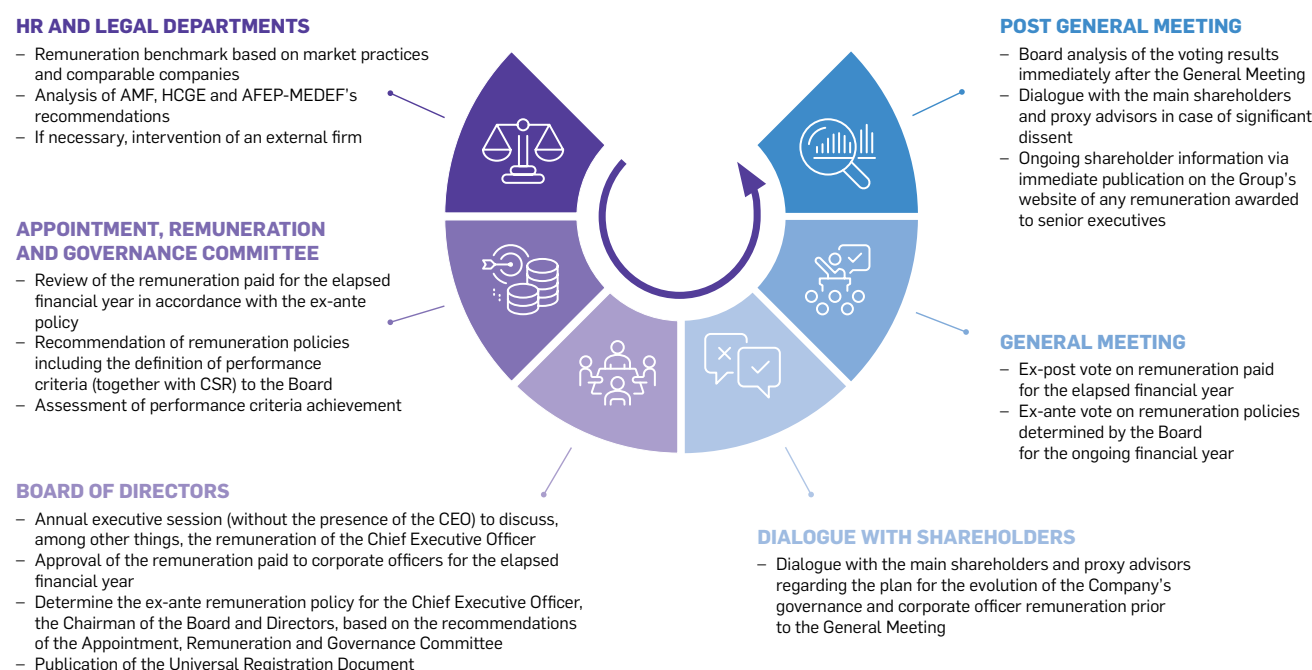 HR AND LEGAL DEPARTMENTS
– Remuneration benchmark based on market practices
and comparable companies
– Analysis of AMF, HCGE and AFEP-MEDEF's
recommendations
– If necessary, intervention of an external firm
APPOINTMENT, REMUNERATION
AND GOVERNANCE COMMITTEE
– Review of the remuneration paid for the elapsed
financial year in accordance with the ex-ante
policy
– Recommendation of remuneration policies
including the definition of performance
criteria (together with CSR) to the Board
– Assessment of performance criteria achievement
BOARD OF DIRECTORS
– Annual executive session (without the presence of the CEO) to discuss,
among other things, the remuneration of the Chief Executive Officer
– Approval of the remuneration paid to corporate officers for the elapsed
financial year
– Determine the ex-ante remuneration policy for the Chief Executive Officer,
the Chairman of the Board and Directors, based on the recommendations
of the Appointment, Remuneration and Governance Committee
– Publication of the Universal Registration Document
DIALOGUE WITH SHAREHOLDERS
– Dialogue with the main shareholders and proxy advisors
regarding the plan for the evolution of the Company's
governance and corporate officer remuneration prior
to the General Meeting
GENERAL MEETING
– Ex-post vote on remuneration paid
for the elapsed financial year
– Ex-ante vote on remuneration policies
determined by the Board
for the ongoing financial year
POST GENERAL MEETING
– Board analysis of the voting results
immediately after the General Meeting
– Dialogue with the main shareholders
and proxy advisors in case of significant
dissent
– Ongoing shareholder information via
immediate publication on the Group's
website of any remuneration awarded
to senior executives